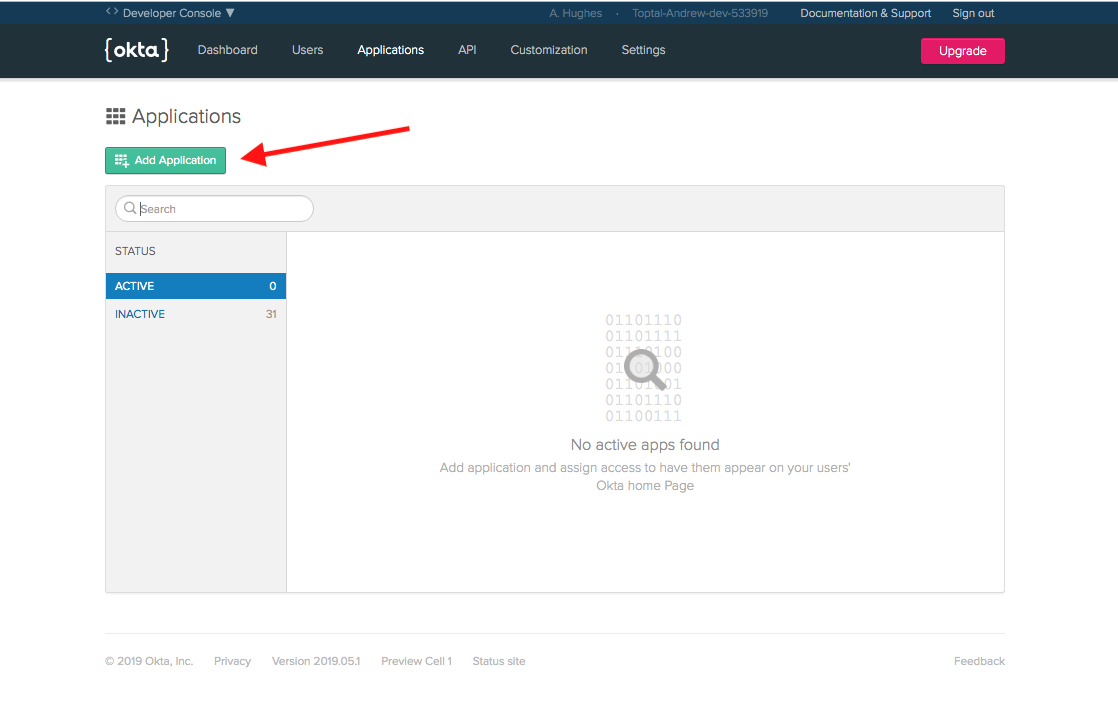 <> Developer Console ▼ A. Hughes · Toptal-Andrew-dev-533919 Documentation & Support Sign out
{okta} Dashboard Users Applications API Customization Settings Upgrade
Applications
Add Application
Search
STATUS
ACTIVE 0
INACTIVE 31
01101110
01101111
01110100
01101000
01101001
01101110
01100111
No active apps found
Add application and assign access to have them appear on your users'
Okta home Page
© 2019 Okta, Inc. Privacy Version 2019.05.1 Preview Cell 1 Status site Feedback